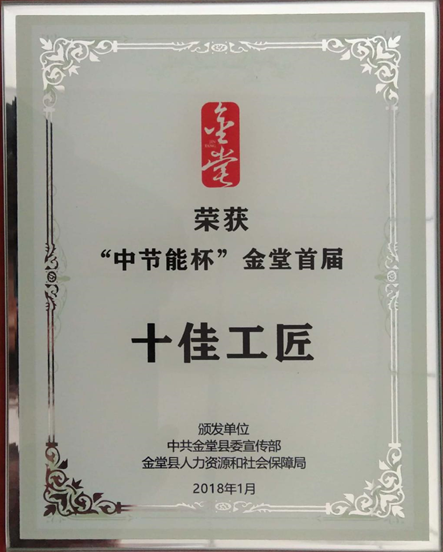 金堂
荣获
“中节能杯”金堂首届
十佳工匠
颁发单位
中共金堂县委宣传部
金堂县人力资源和社会保障局
2018年1月